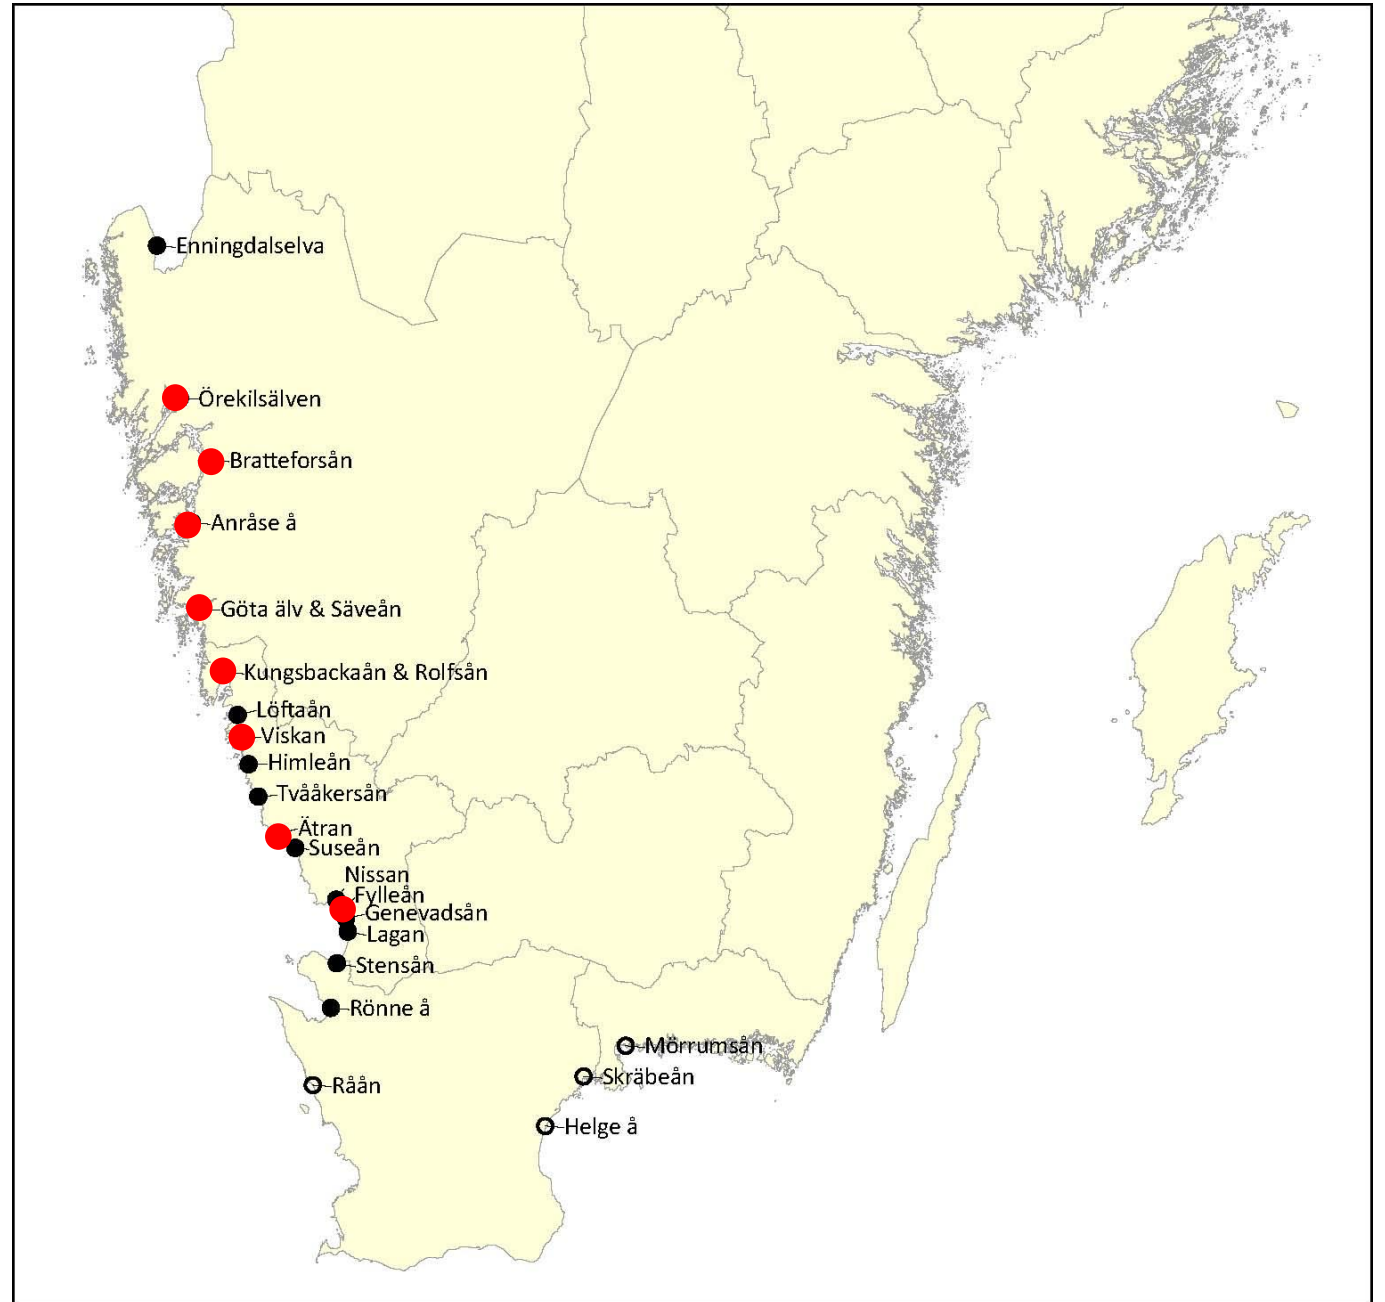 Enningdalselva
Örekilsälven
Bratteforsån
Anråse å
Göta älv & Säveån
Kungsbackaån & Rolfsån
Löftaån
Viskan
Himleån
Tvååkersån
Ätran
Suseån
Nissan
Fylleån
Genevadsån
Lagan
Stensån
Rönne å
Mörrumsån
Skräbeån
Råån
Helge å